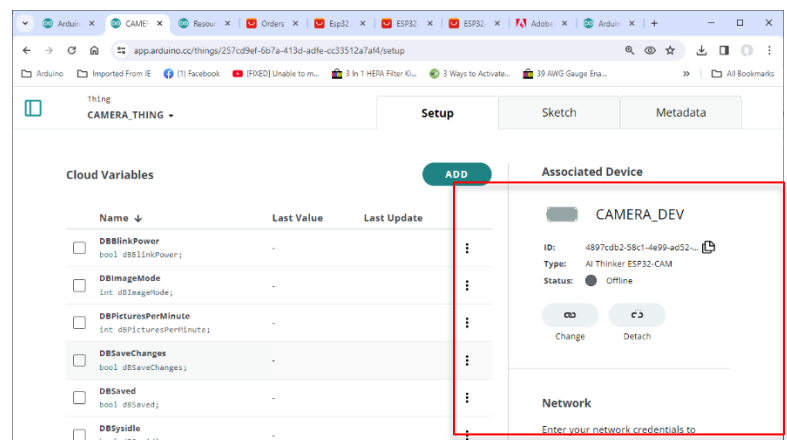 Arduin
CAMER
Resour
Orders
Esp32
ESP32-
ESP32-
Adobe
Arduin
app.arduino.cc/things/257cd9ef-6b7a-413d-adfe-cc33512a7af4/setup
Arduino
Imported From IE
(1) Facebook
[FIXED] Unable to m...
3 In 1 HEPA Filter Ki...
3 Ways to Activate...
39 AWG Gauge Ena...
»
All Bookmarks
Thing
CAMERA_THING
Setup
Sketch
Metadata
Cloud Variables
ADD
Name ↓
Last Value
Last Update
DBBlinkPower
bool dBBlinkPower;
-
DBImageMode
int dBImageMode;
-
DBPicturesPerMinute
int dBPicturesPerMinute;
-
DBSaveChanges
bool dBSaveChanges;
-
DBSaved
bool dBSaved;
-
DBSysidle
Associated Device
CAMERA_DEV
ID: 4897cdb2-58c1-4e99-ad52-...
Type: AI Thinker ESP32-CAM
Status: Offline
Change
Detach
Network
Enter your network credentials to